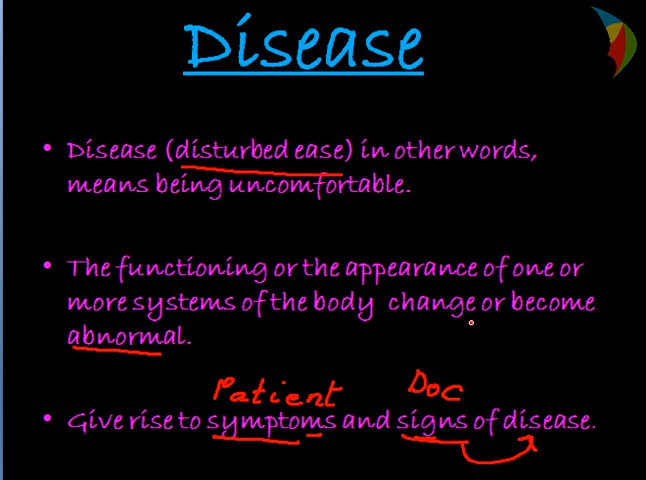 Disease
• Disease (disturbed ease) in other words,
means being uncomfortable.
• The functioning or the appearance of one or
more systems of the body change or become
abnormal.
Patient Doc
• Give rise to symptoms and signs of disease.